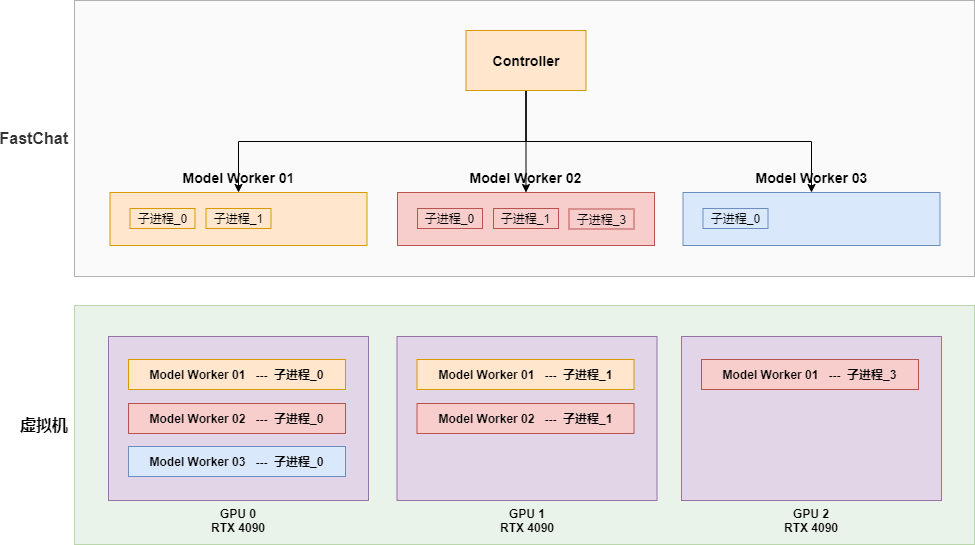 Controller
FastChat
Model Worker 01
Model Worker 02
Model Worker 03
子进程_0
子进程_1
子进程_0
子进程_1
子进程_3
子进程_0
虚拟机
Model Worker 01 --- 子进程_0
Model Worker 02 --- 子进程_0
Model Worker 03 --- 子进程_0
GPU 0
RTX 4090
Model Worker 01 --- 子进程_1
Model Worker 02 --- 子进程_1
GPU 1
RTX 4090
Model Worker 01 --- 子进程_3
GPU 2
RTX 4090